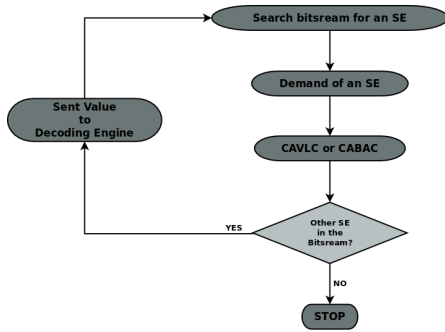 Search bitsream for an SE
Demand of an SE
Sent Value
to
Decoding Engine
CAVLC or CABAC
Other SE
in the
Bitsream?
YES
NO
STOP